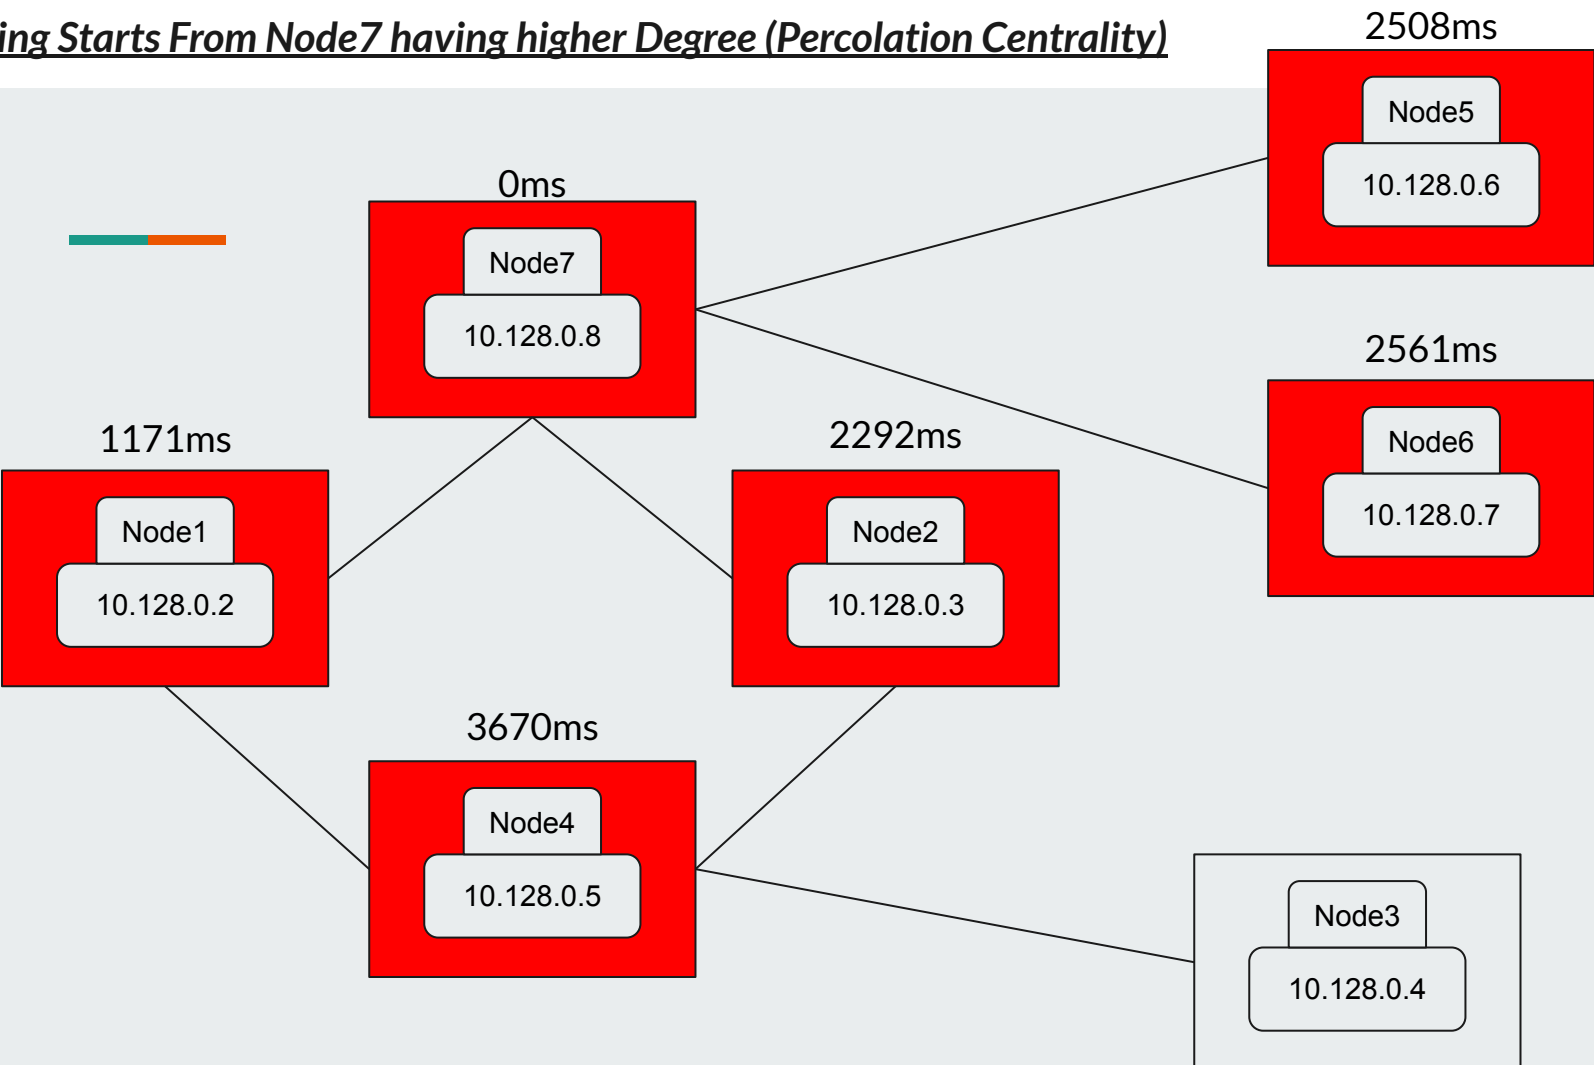 ing Starts From Node7 having higher Degree (Percolation Centrality)
2508ms
Node5
10.128.0.6
0ms
Node7
10.128.0.8
2561ms
Node6
10.128.0.7
1171ms
Node1
10.128.0.2
2292ms
Node2
10.128.0.3
3670ms
Node4
10.128.0.5
Node3
10.128.0.4